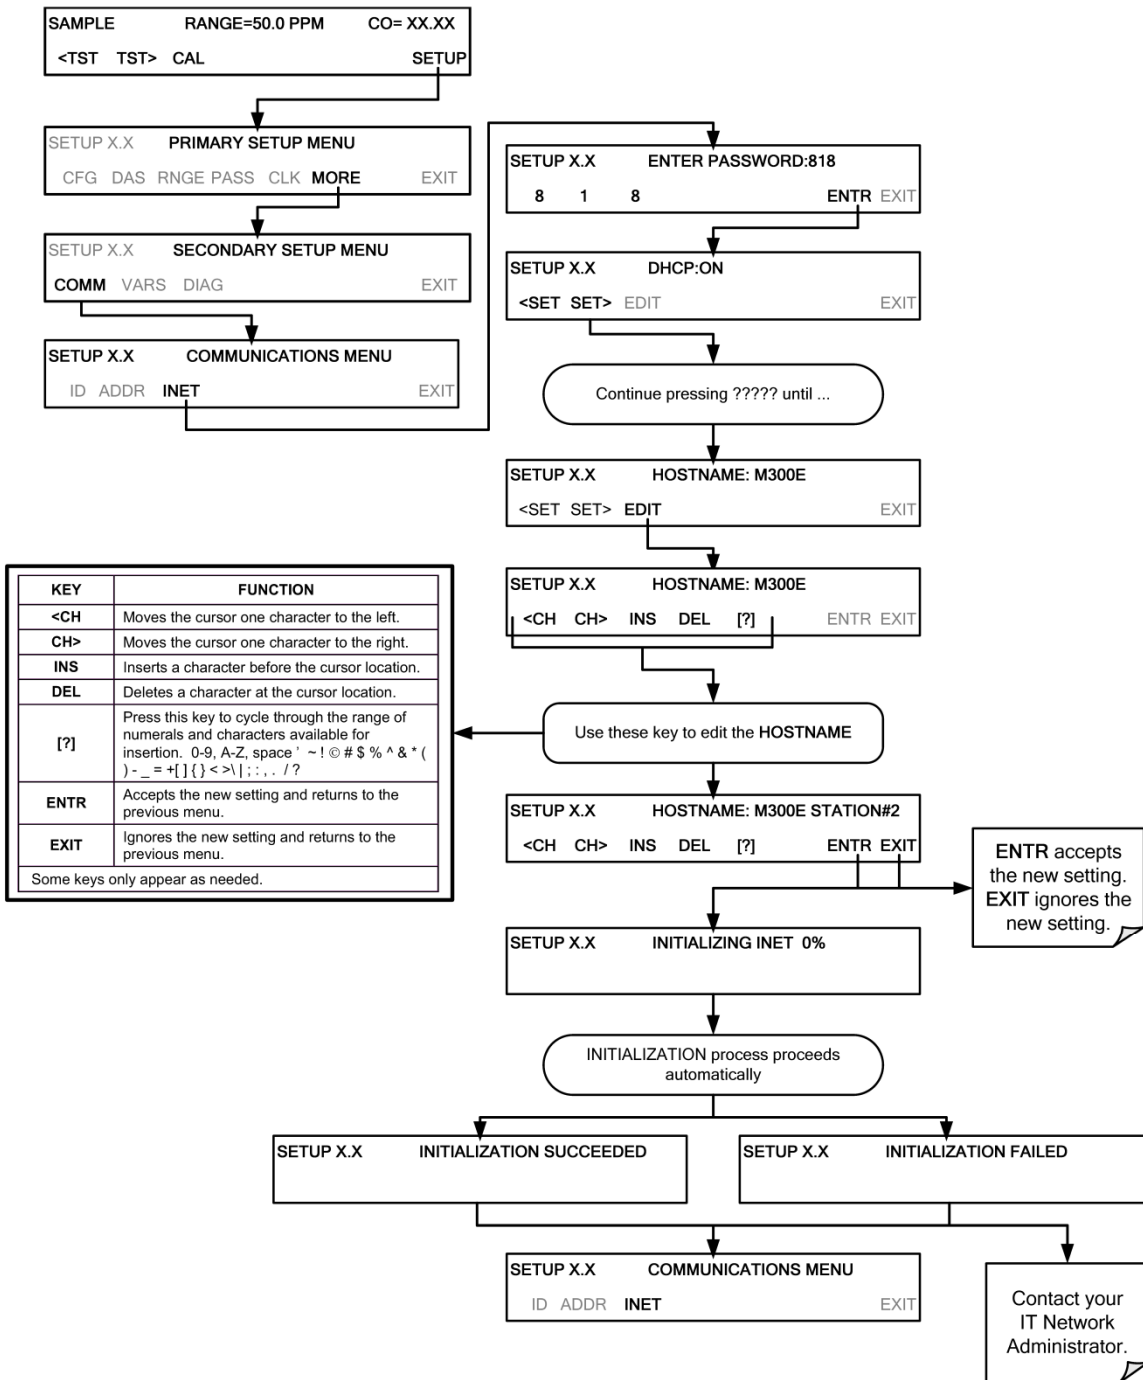 SAMPLE RANGE=50.0 PPM CO= XX.XX
<TST TST> CAL SETUP
SETUP X.X PRIMARY SETUP MENU
CFG DAS RNGE PASS CLK MORE EXIT
SETUP X.X SECONDARY SETUP MENU
COMM VARS DIAG EXIT
SETUP X.X COMMUNICATIONS MENU
ID ADDR INET EXIT
SETUP X.X ENTER PASSWORD:818
8 1 8 ENTR EXIT
SETUP X.X DHCP:ON
<SET SET> EDIT EXIT
Continue pressing ????? until ...
SETUP X.X HOSTNAME: M300E
<SET SET> EDIT EXIT
SETUP X.X HOSTNAME: M300E
<CH CH> INS DEL [?] ENTR EXIT
Use these key to edit the HOSTNAME
KEY FUNCTION
<CH Moves the cursor one character to the left.
CH> Moves the cursor one character to the right.
INS Inserts a character before the cursor location.
DEL Deletes a character at the cursor location.
[?] Press this key to cycle through the range of
numerals and characters available for
insertion. 0-9, A-Z, space ' ~ ! © # $ % ^ & * (
) - _ = +[ ] { } < >\ | ; : , . / ?
ENTR Accepts the new setting and returns to the
previous menu.
EXIT Ignores the new setting and returns to the
previous menu.
Some keys only appear as needed.
SETUP X.X HOSTNAME: M300E STATION#2
<CH CH> INS DEL [?] ENTR EXIT
ENTR accepts
the new setting.
EXIT ignores the
new setting.
SETUP X.X INITIALIZING INET 0%
INITIALIZATION process proceeds
automatically
SETUP X.X INITIALIZATION SUCCEEDED
SETUP X.X INITIALIZATION FAILED
SETUP X.X COMMUNICATIONS MENU
ID ADDR INET EXIT
Contact your
IT Network
Administrator.